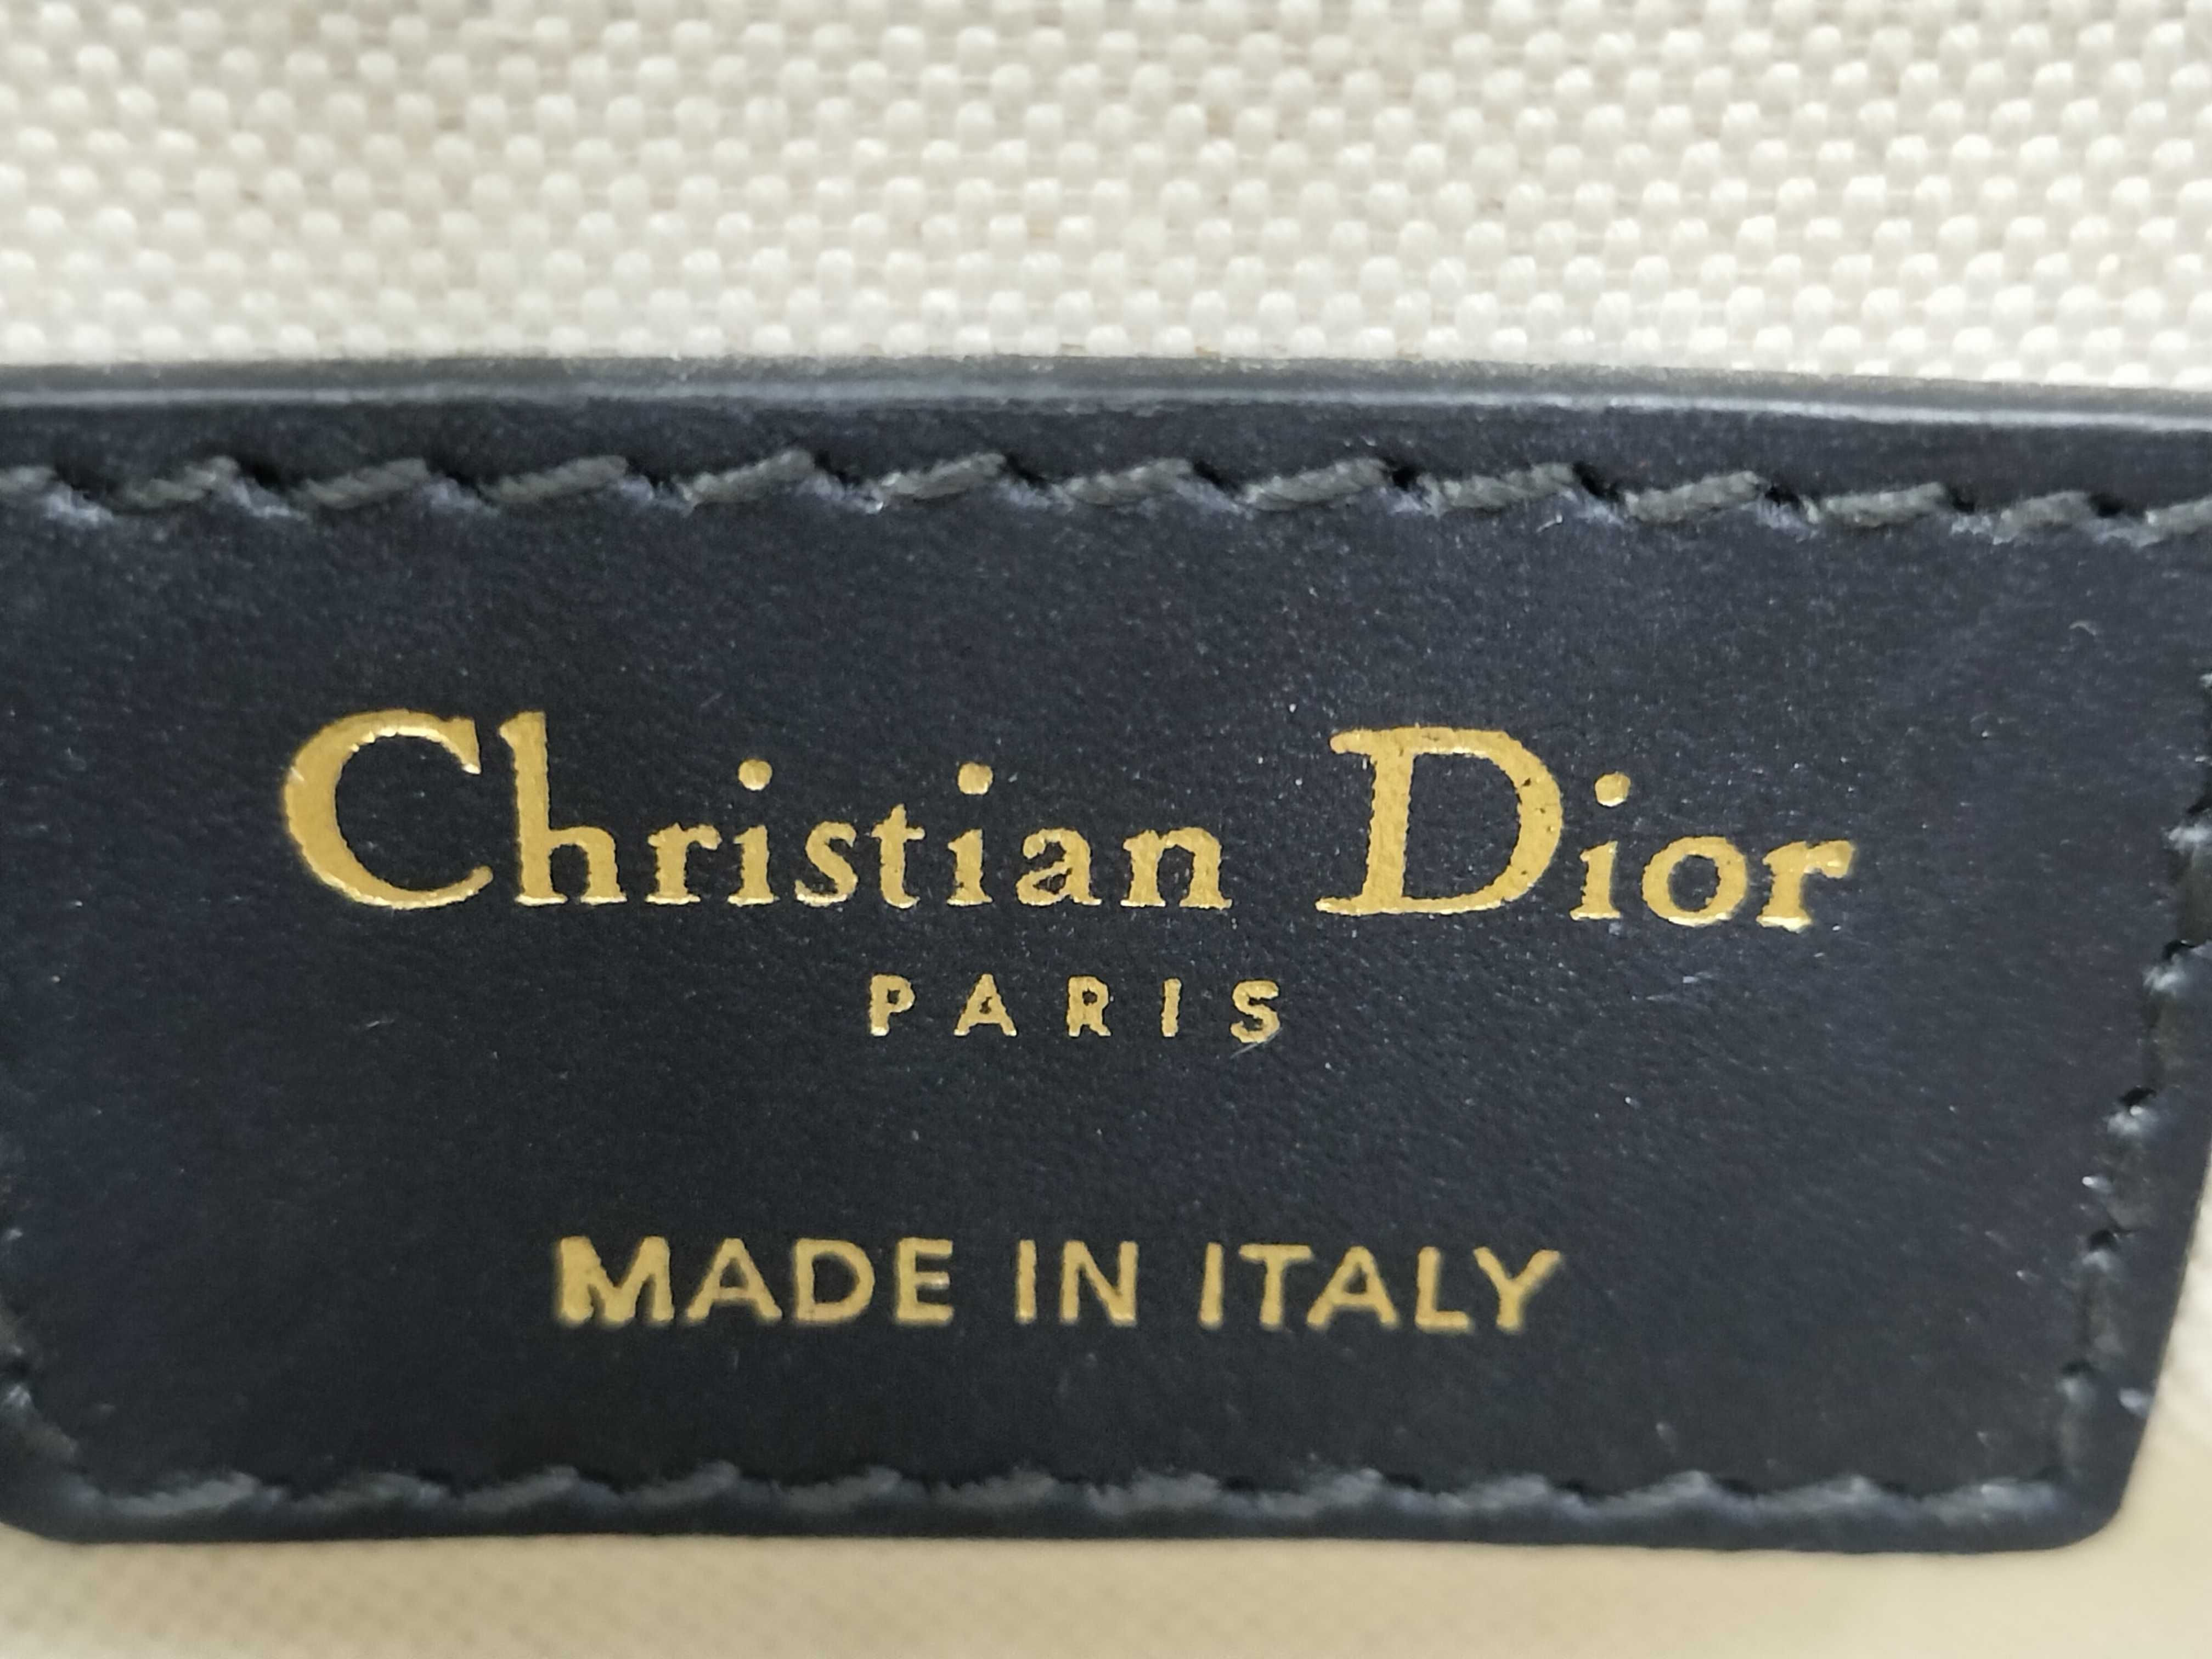 Christian Dior
PARIS
MADE IN ITALY